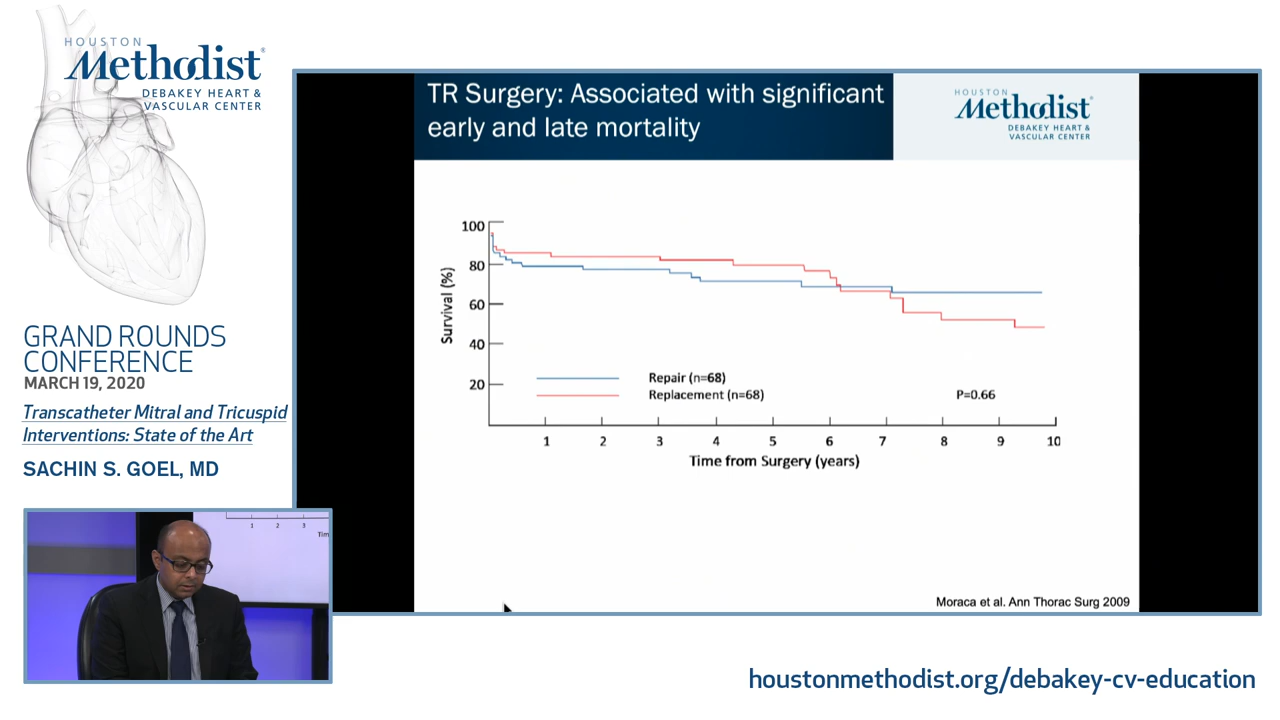 HOUSTON
Methodist®
DEBAKEY HEART &
VASCULAR CENTER
GRAND ROUNDS
CONFERENCE
MARCH 19, 2020
Transcatheter Mitral and Tricuspid
Interventions: State of the Art
SACHIN S. GOEL, MD
TR Surgery: Associated with significant
early and late mortality
HOUSTON
Methodist®
DEBAKEY HEART &
VASCULAR CENTER
Survival (%)
100
80
60
40
20
Repair (n=68)
Replacement (n=68)
P=0.66
1 2 3 4 5 6 7 8 9 10
Time from Surgery (years)
Moraca et al. Ann Thorac Surg 2009
1 2 3
Tim
houstonmethodist.org/debakey-cv-education